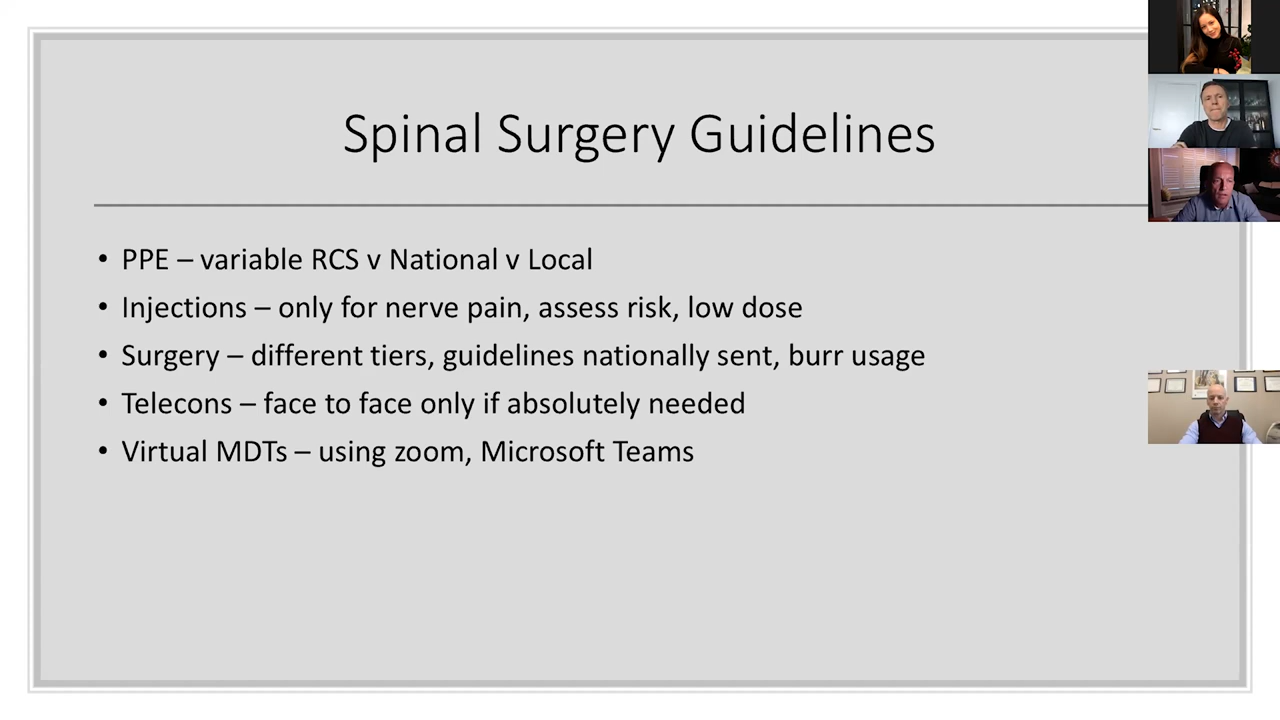 Spinal Surgery Guidelines
• PPE – variable RCS v National v Local
• Injections – only for nerve pain, assess risk, low dose
• Surgery – different tiers, guidelines nationally sent, burr usage
• Telecons – face to face only if absolutely needed
• Virtual MDTs – using zoom, Microsoft Teams